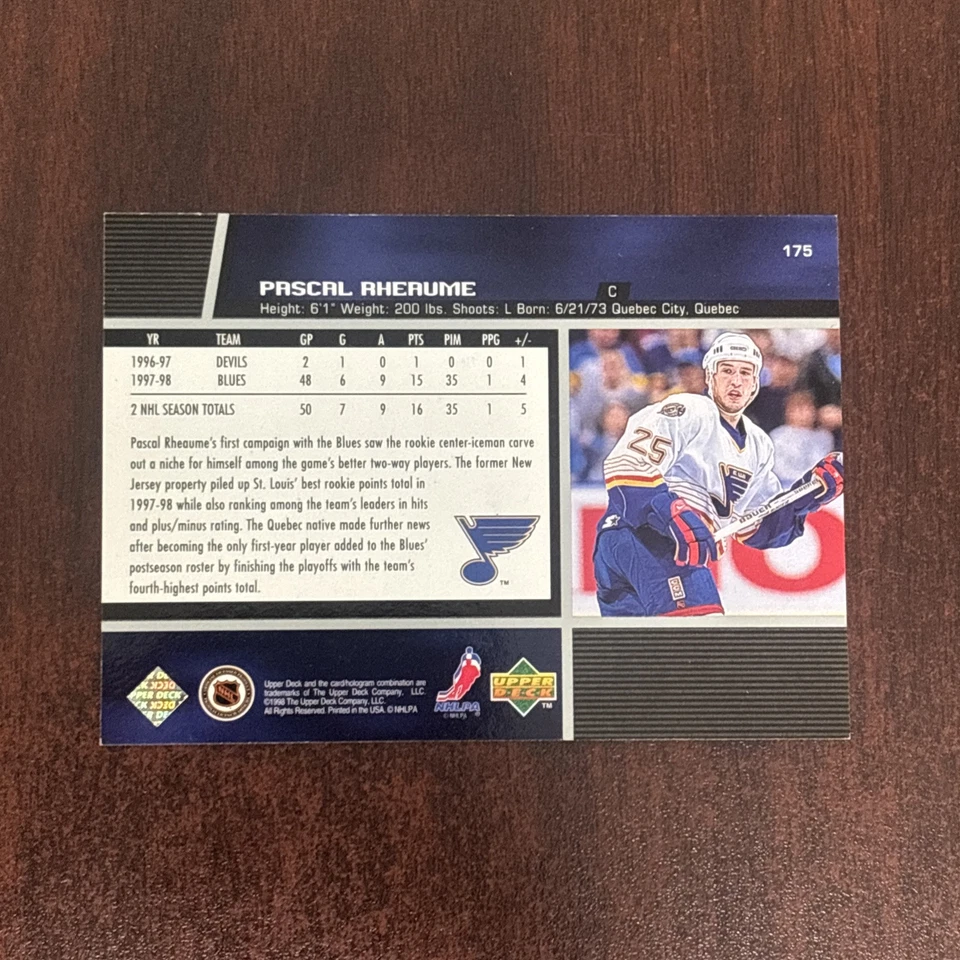 175
PASCAL RHEAUME C
Height: 6'1" Weight: 200 lbs. Shoots: L Born: 6/21/73 Quebec City, Quebec
YR TEAM GP G A PTS PIM PPG +/-
1996-97 DEVILS 2 1 0 1 0 0 1
1997-98 BLUES 48 6 9 15 35 1 4
2 NHL SEASON TOTALS 50 7 9 16 35 1 5
Pascal Rheaume's first campaign with the Blues saw the rookie center-iceman carve
out a niche for himself among the game's better two-way players. The former New
Jersey property piled up St. Louis' best rookie points total in
1997-98 while also ranking among the team's leaders in hits
and plus/minus rating. The Quebec native made further news
after becoming the only first-year player added to the Blues'
postseason roster by finishing the playoffs with the team's
fourth-highest points total.
TM
25
Bauer
UPPER DECK
NHL
Upper Deck and the card/hologram combination are
trademarks of The Upper Deck Company, LLC.
©1998 The Upper Deck Company, LLC.
All Rights Reserved. Printed in the USA. © NHLPA
NHLPA
© NHLPA
UPPER
DECK
TM